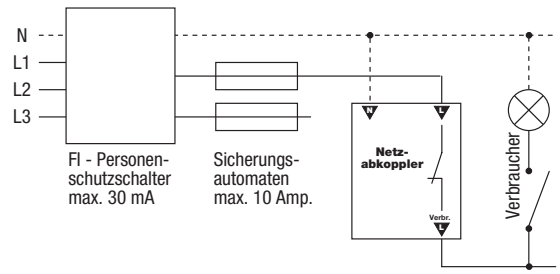 N
L1
L2
L3
FI - Personen-
schutzschalter
max. 30 mA
Sicherungs-
automaten
max. 10 Amp.
N
L
Netz-
abkoppler
Verbr.
L
Verbraucher